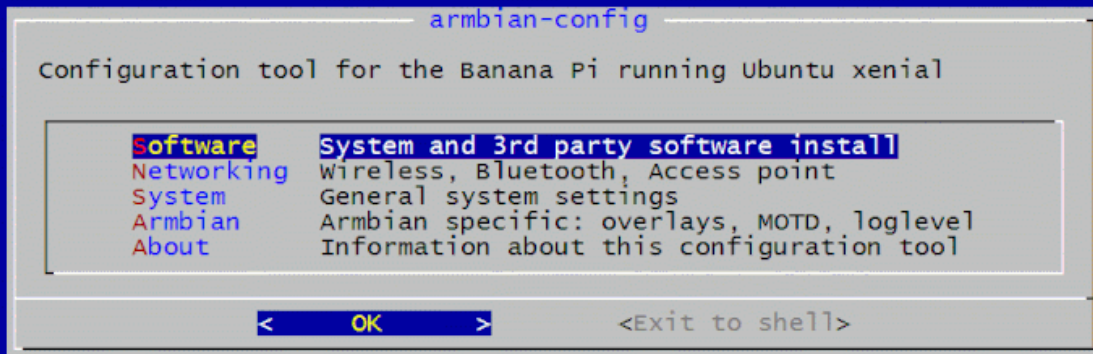 armbian-config
Configuration tool for the Banana Pi running Ubuntu xenial
Software System and 3rd party software install
Networking Wireless, Bluetooth, Access point
System General system settings
Armbian Armbian specific: overlays, MOTD, loglevel
About Information about this configuration tool
< OK > <Exit to shell>